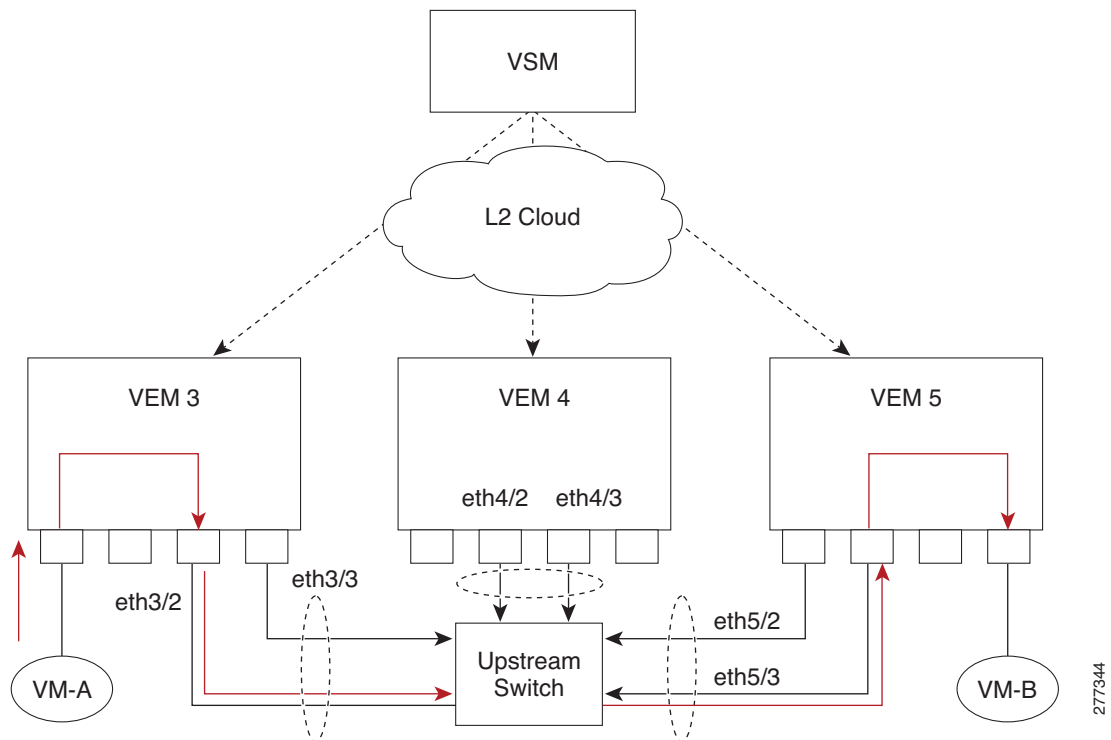 VSM
L2 Cloud
VEM 3
VEM 4
VEM 5
eth4/2
eth4/3
eth3/3
eth3/2
eth5/2
Upstream
Switch
eth5/3
VM-A
VM-B
277344